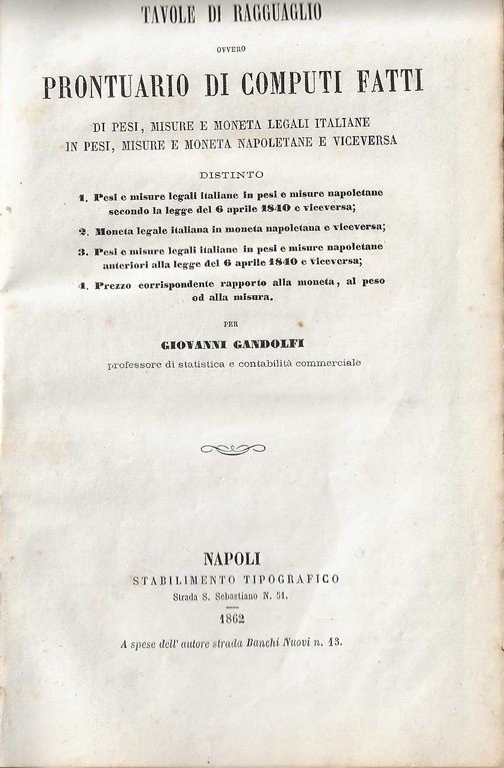 TAVOLE DI RAGGUAGLIO
OVVERO
PRONTUARIO DI COMPUTI FATTI
DI PESI, MISURE E MONETA LEGALI ITALIANE
IN PESI, MISURE E MONETA NAPOLETANE E VICEVERSA
DISTINTO
1. Pesi e misure legali italiane in pesi e misure napoletane
secondo la legge del 6 aprile 1840 e viceversa;
2. Moneta legale italiana in moneta napoletana e viceversa;
3. Pesi e misure legali italiane in pesi e misure napoletane
anteriori alla legge del 6 aprile 1840 e viceversa;
4. Prezzo corrispondente rapporto alla moneta, al peso
od alla misura.
PER
GIOVANNI GANDOLFI
professore di statistica e contabilità commerciale
NAPOLI
STABILIMENTO TIPOGRAFICO
Strada S. Sebastiano N. 51.
1862
A spese dell' autore strada Banchi Nuovi n. 13.